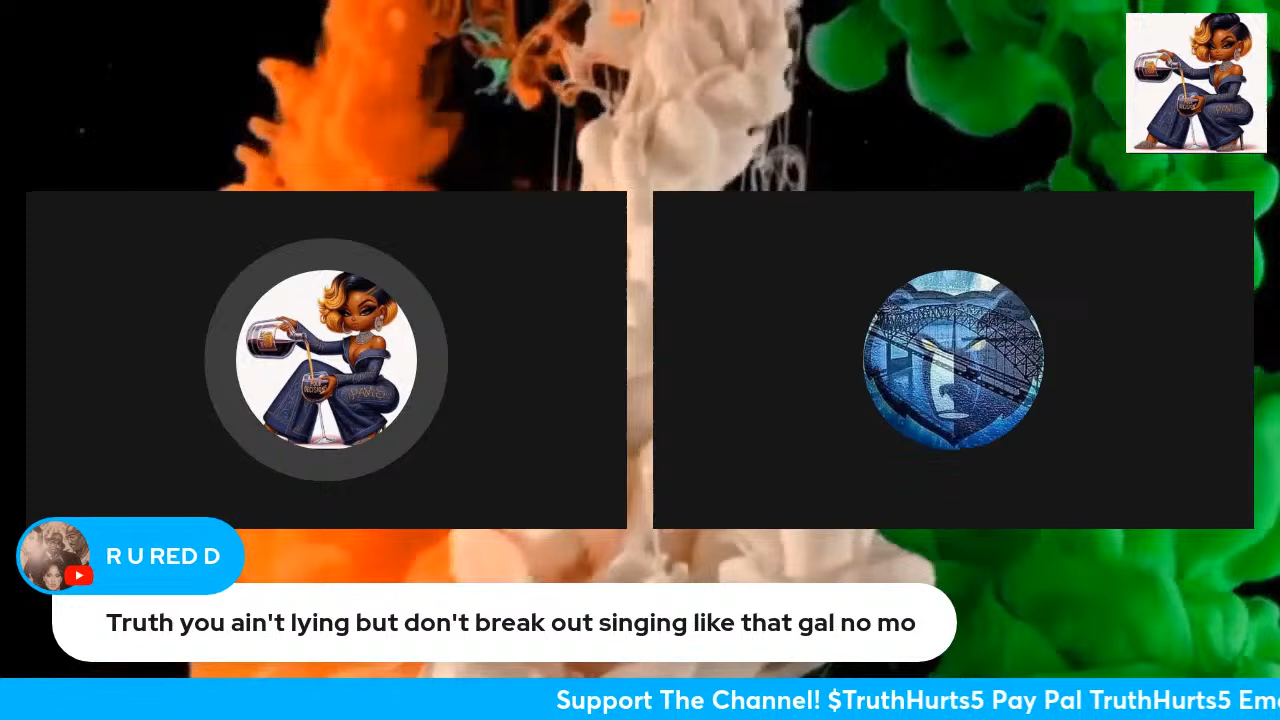 R U RED D
Truth you ain't lying but don't break out singing like that gal no mo
Support The Channel! $TruthHurts5 Pay Pal TruthHurts5 Em